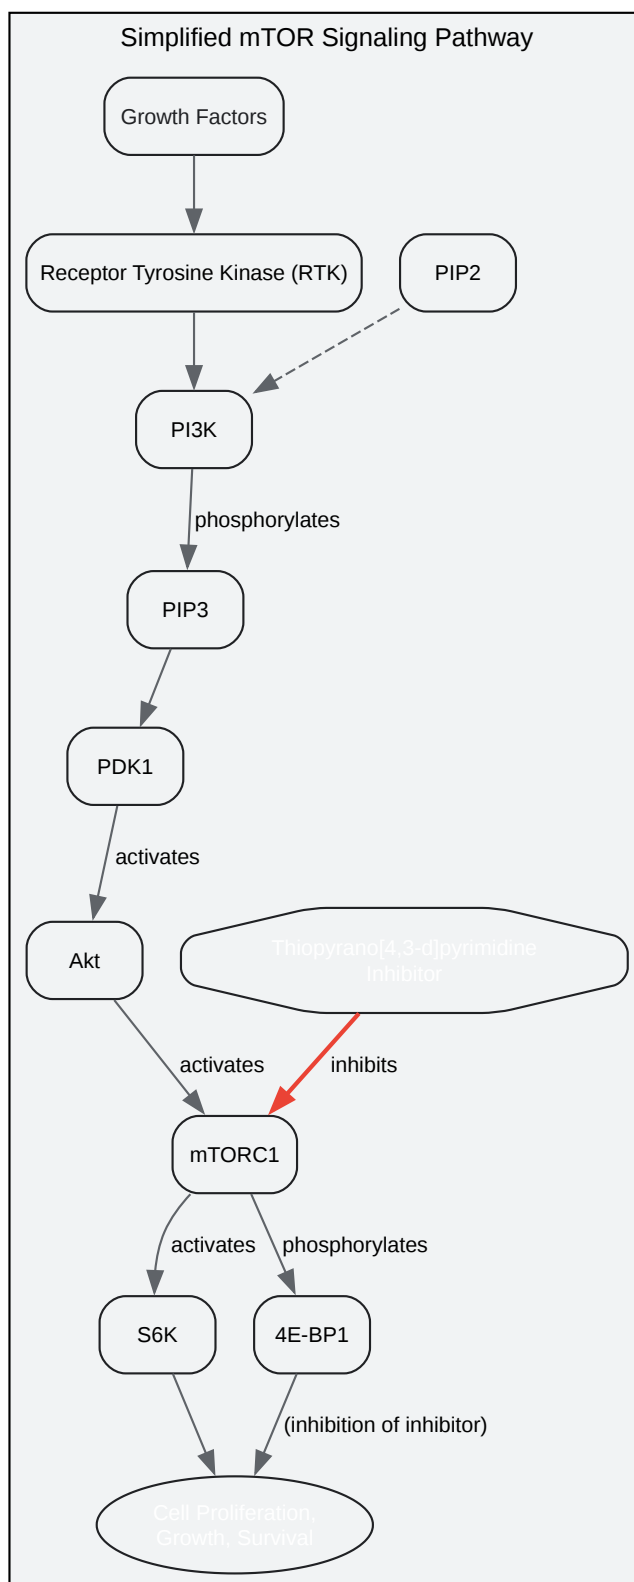 Simplified mTOR Signaling Pathway
Growth Factors
Receptor Tyrosine Kinase (RTK)
PIP2
PI3K
phosphorylates
PIP3
PDK1
activates
Akt
Thiopyrano[4,3-d]pyrimidine
Inhibitor
activates
inhibits
mTORC1
activates
phosphorylates
S6K
4E-BP1
(inhibition of inhibitor)
Cell Proliferation,
Growth, Survival